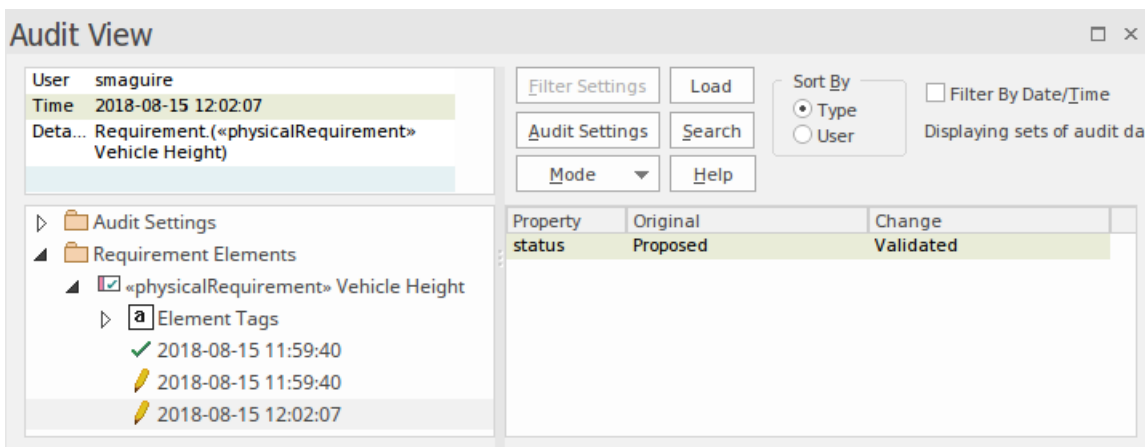 Audit View
User smaguire
Time 2018-08-15 12:02:07
Deta... Requirement.(«physicalRequirement»
Vehicle Height)
Filter Settings Load
Audit Settings Search
Mode Help
Sort By
Type
User
Filter By Date/Time
Displaying sets of audit da
Audit Settings
Requirement Elements
«physicalRequirement» Vehicle Height
a Element Tags
2018-08-15 11:59:40
2018-08-15 11:59:40
2018-08-15 12:02:07
Property Original Change
status Proposed Validated